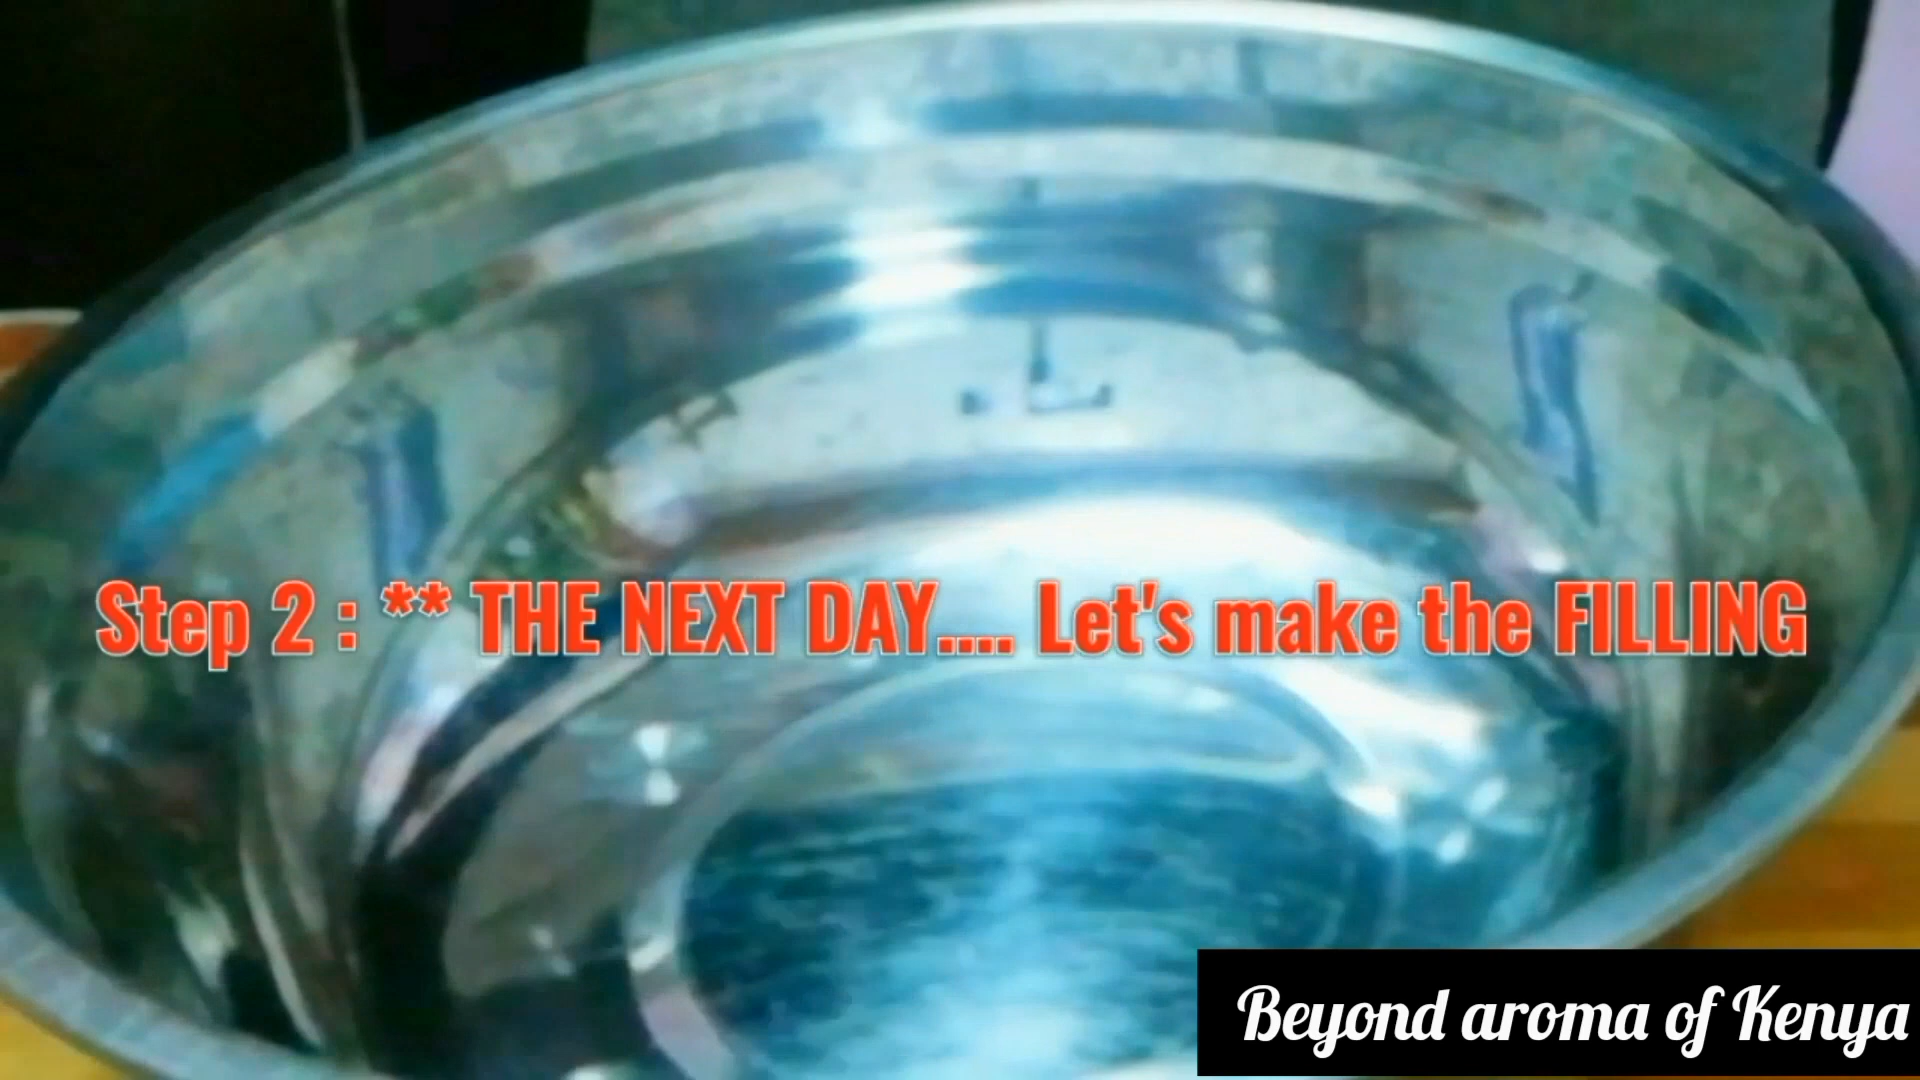 Step 2 : ** THE NEXT DAY.... Let's make the FILLING
Beyond aroma of Kenya